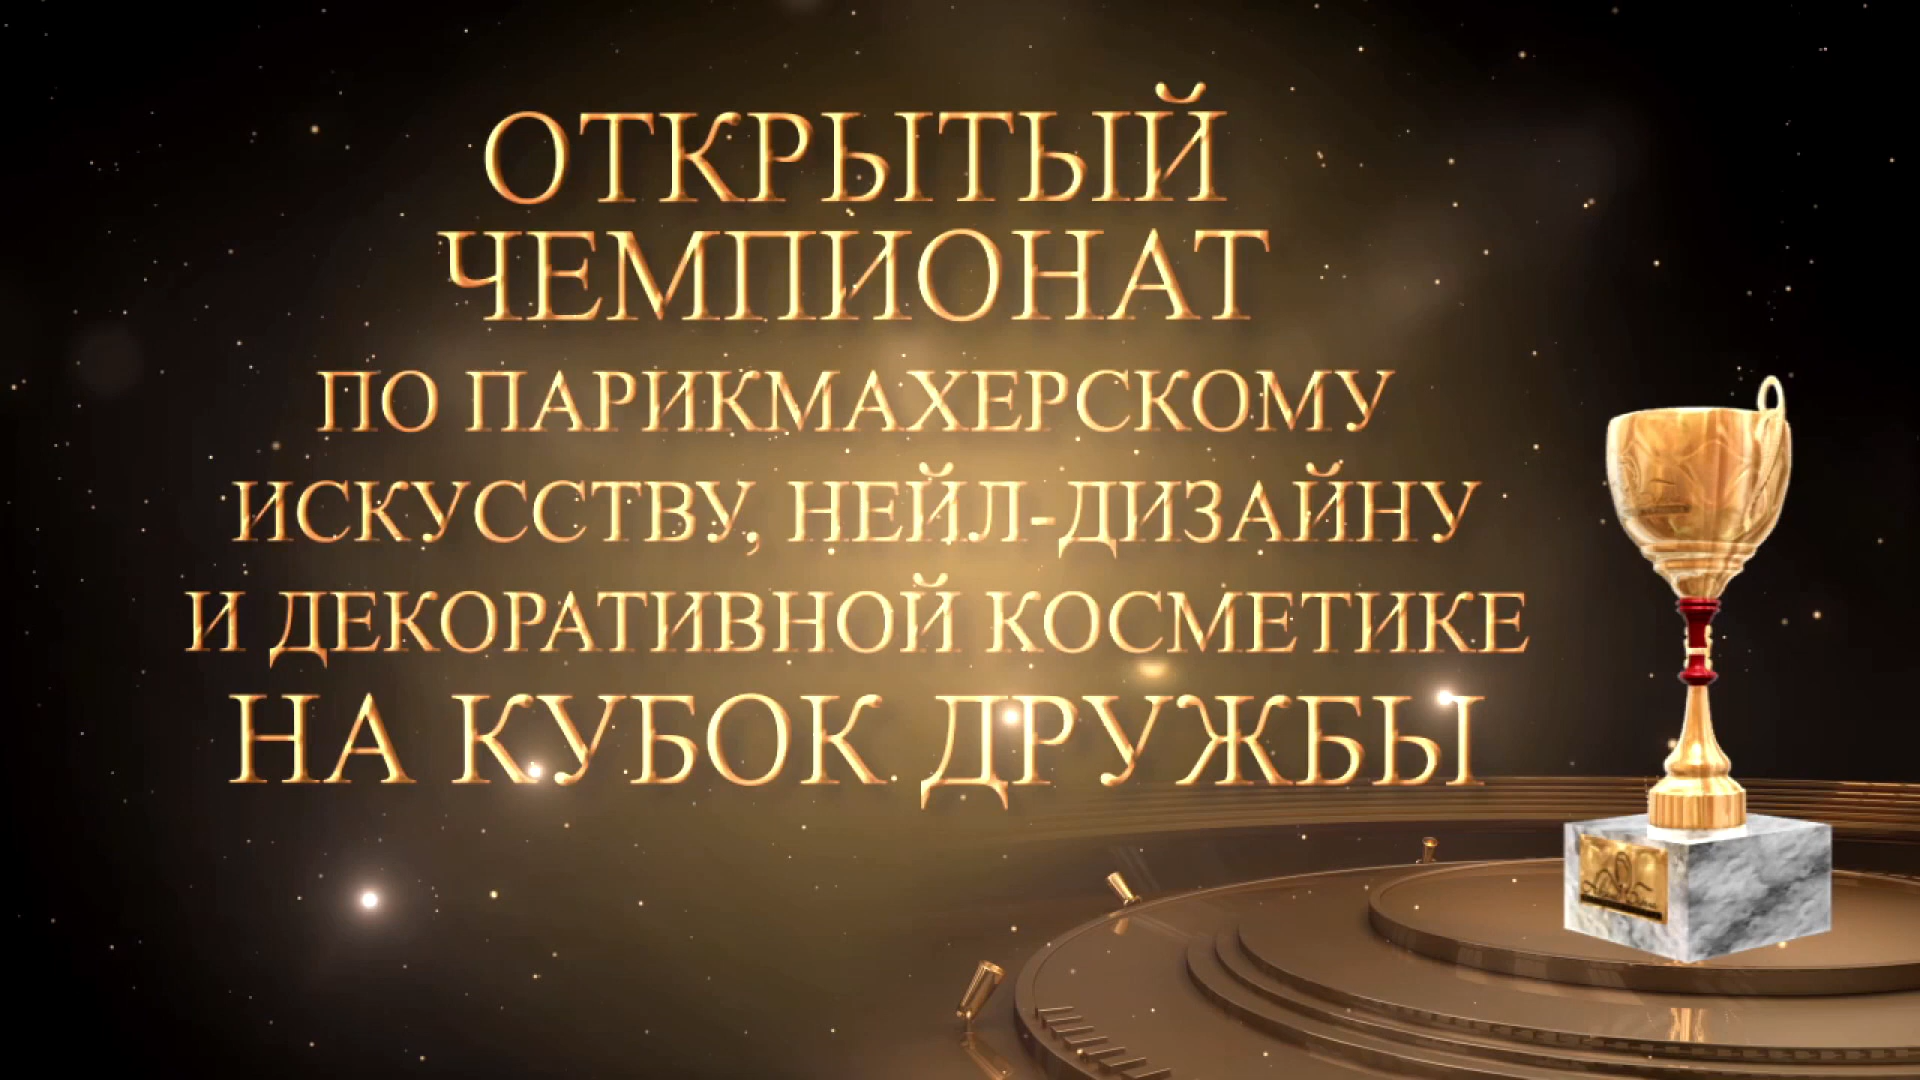 ОТКРЫТЫЙ
ЧЕМПИОНАТ
ПО ПАРИКМАХЕРСКОМУ
ИСКУССТВУ, НЕЙЛ-ДИЗАЙНУ
И ДЕКОРАТИВНОЙ КОСМЕТИКЕ
НА КУБОК ДРУЖБЫ